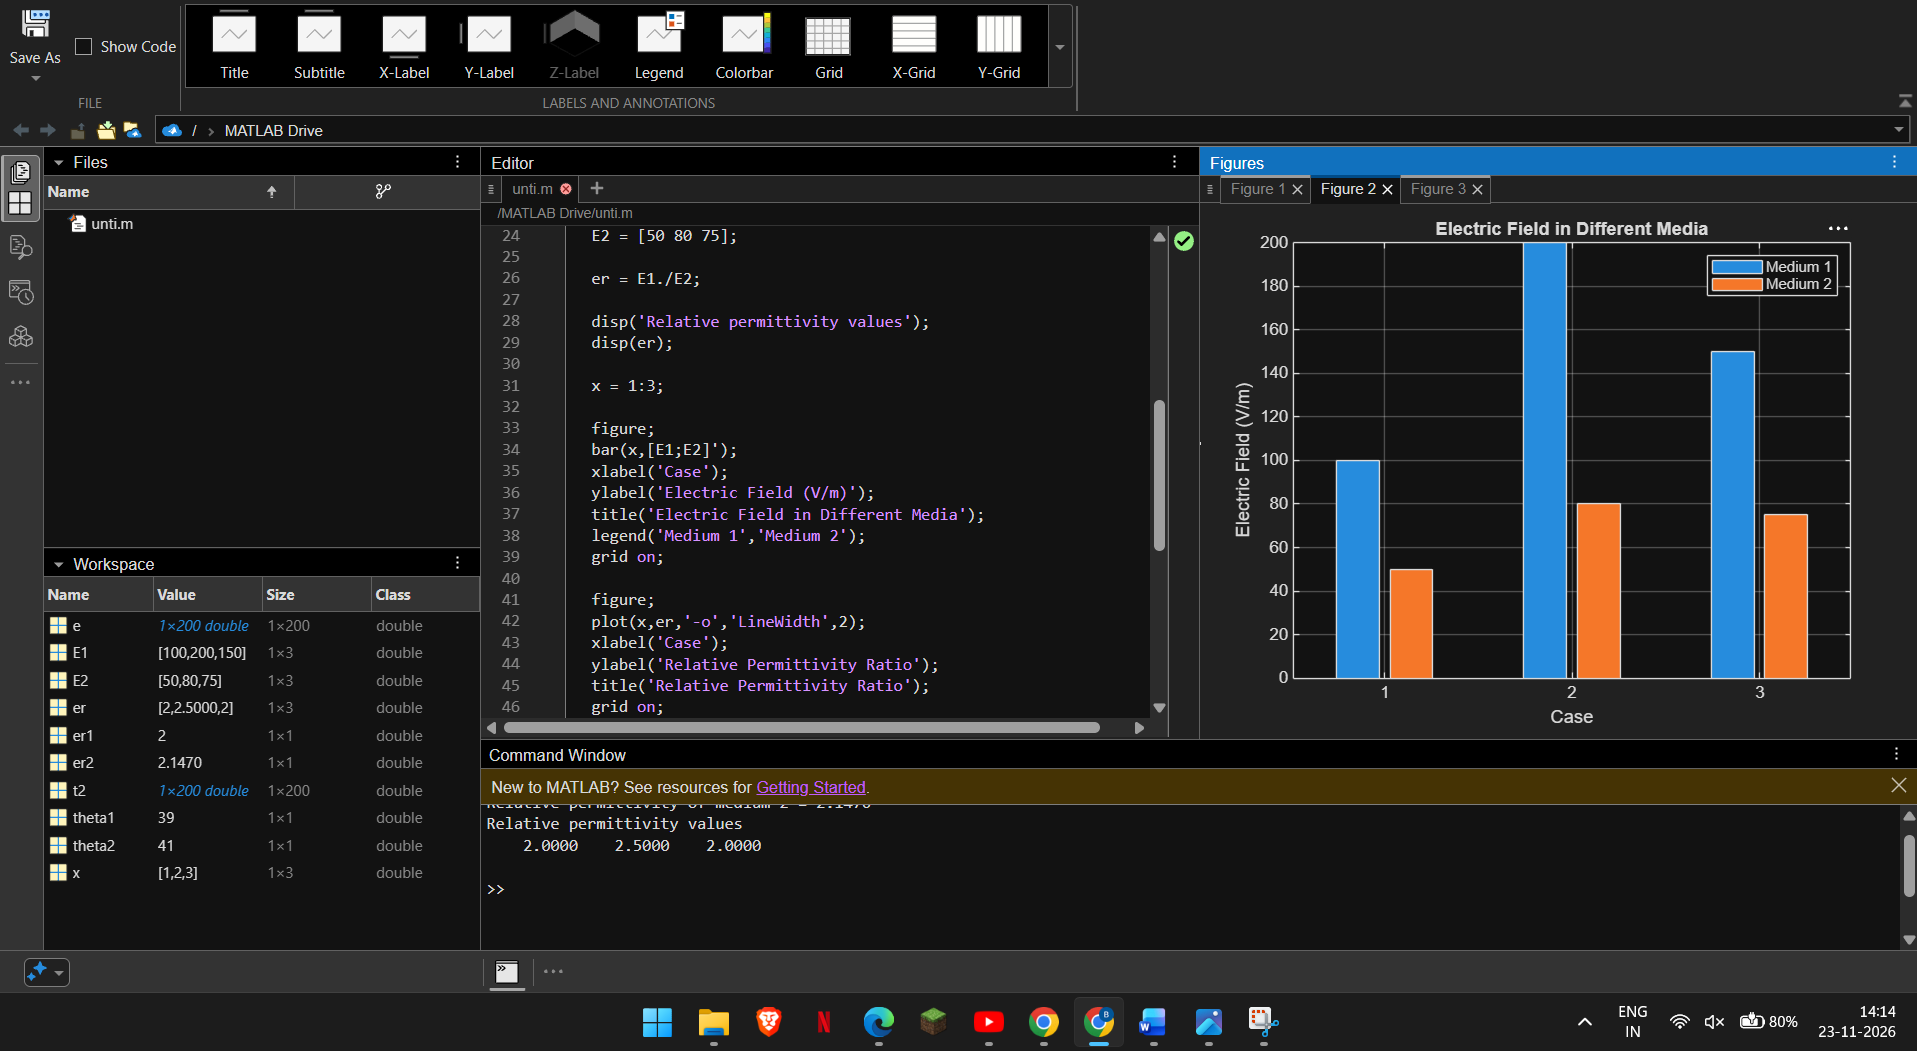 Save As
Show Code
FILE
Title
Subtitle
X-Label
Y-Label
Z-Label
Legend
Colorbar
Grid
X-Grid
Y-Grid
LABELS AND ANNOTATIONS
/ › MATLAB Drive
Files
Name
unti.m
Workspace
Name Value Size Class
e 1×200 double 1×200 double
E1 [100,200,150] 1×3 double
E2 [50,80,75] 1×3 double
er [2,2.5000,2] 1×3 double
er1 2 1×1 double
er2 2.1470 1×1 double
t2 1×200 double 1×200 double
theta1 39 1×1 double
theta2 41 1×1 double
x [1,2,3] 1×3 double
Editor
unti.m
/MATLAB Drive/unti.m
24 E2 = [50 80 75];
25
26 er = E1./E2;
27
28 disp('Relative permittivity values');
29 disp(er);
30
31 x = 1:3;
32
33 figure;
34 bar(x,[E1;E2]');
35 xlabel('Case');
36 ylabel('Electric Field (V/m)');
37 title('Electric Field in Different Media');
38 legend('Medium 1','Medium 2');
39 grid on;
40
41 figure;
42 plot(x,er,'-o','LineWidth',2);
43 xlabel('Case');
44 ylabel('Relative Permittivity Ratio');
45 title('Relative Permittivity Ratio');
46 grid on;
Figures
Figure 1
Figure 2
Figure 3
Electric Field in Different Media
Medium 1
Medium 2
Electric Field (V/m)
200
180
160
140
120
100
80
60
40
20
0
1 2 3
Case
Command Window
New to MATLAB? See resources for Getting Started.
Relative permittivity of medium 2 = 2.1470
Relative permittivity values
2.0000 2.5000 2.0000
>>
ENG
IN
80%
14:14
23-11-2026